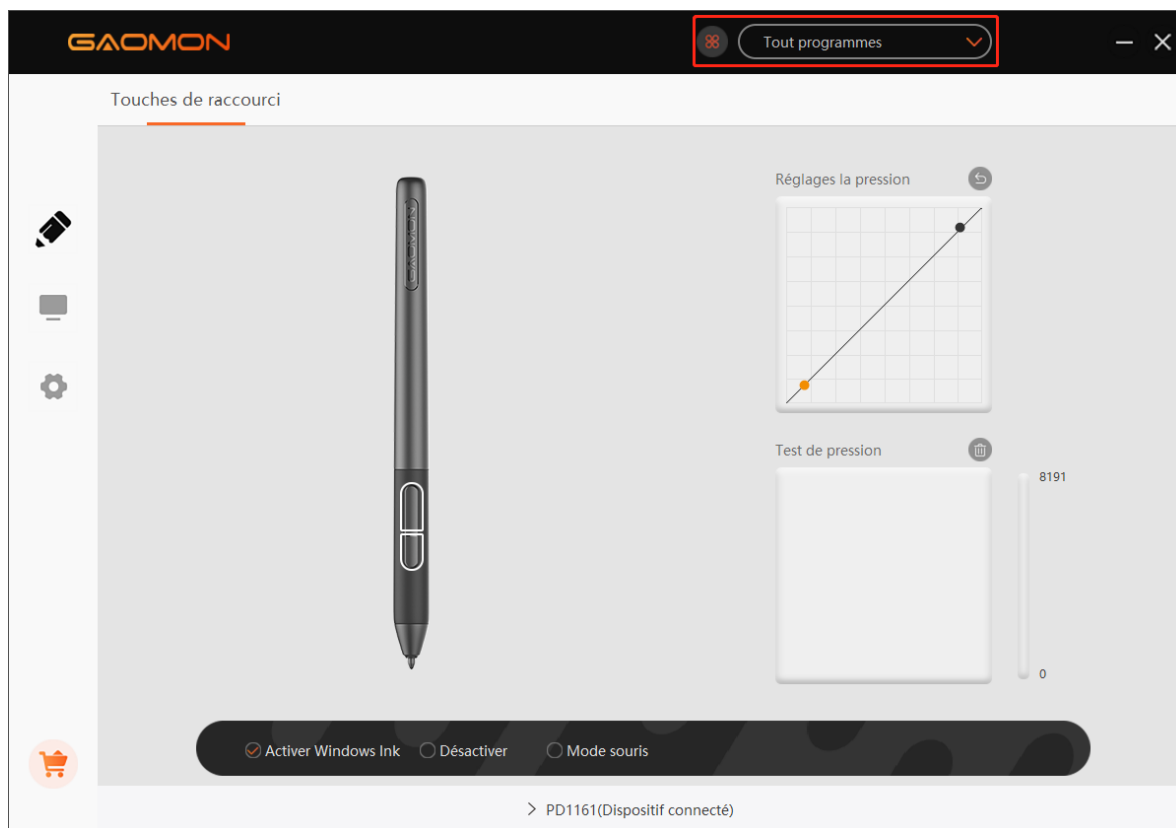 GAOMON
Tout programmes
Touches de raccourci
Réglages la pression
GAOMON
Test de pression
8191
0
Activer Windows Ink
Désactiver
Mode souris
PD1161(Dispositif connecté)